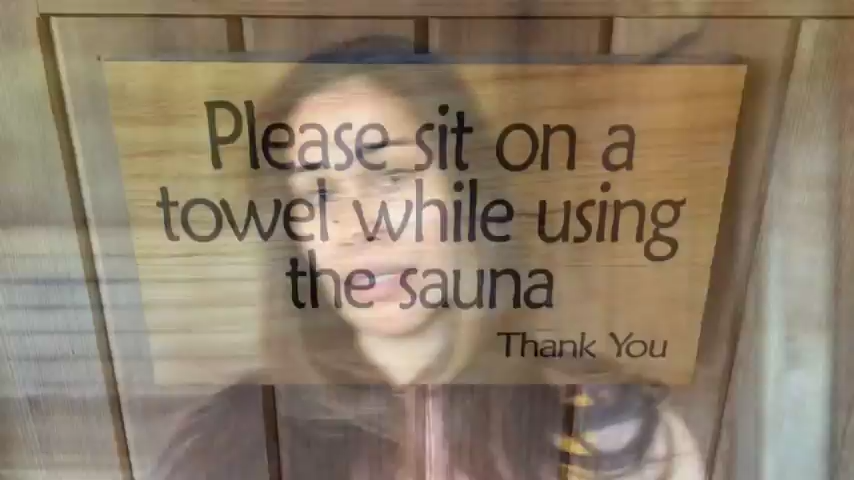 Please sit on a
towel while using
the sauna
Thank You